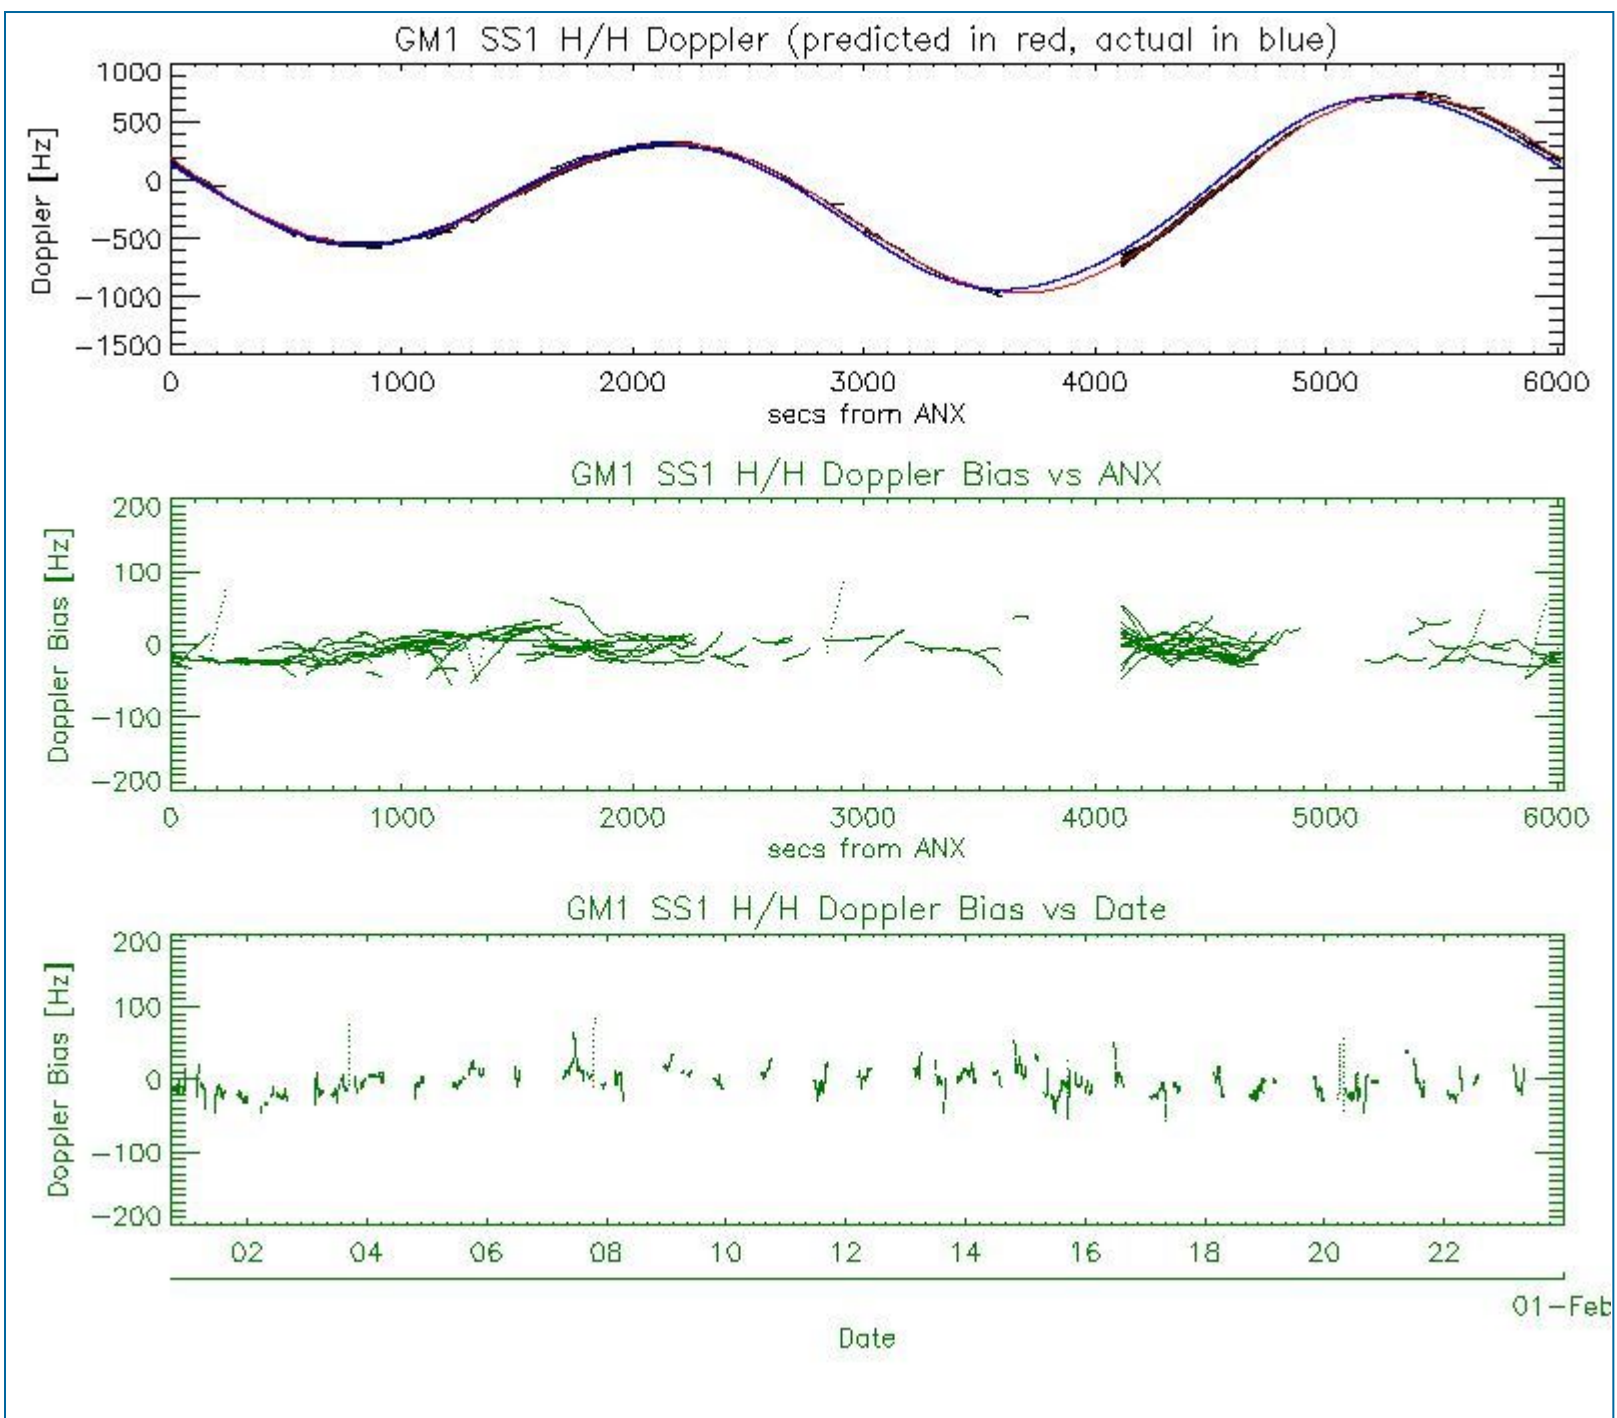 GM1 SS1 H/H Doppler (predicted in red, actual in blue)
Doppler [Hz]
1000
500
0
−500
−1000
−1500
0 1000 2000 3000 4000 5000 6000
secs from ANX
GM1 SS1 H/H Doppler Bias vs ANX
Doppler Bias [Hz]
200
100
0
−100
−200
0 1000 2000 3000 4000 5000 6000
secs from ANX
GM1 SS1 H/H Doppler Bias vs Date
Doppler Bias [Hz]
200
100
0
−100
−200
02 04 06 08 10 12 14 16 18 20 22
01−Feb
Date